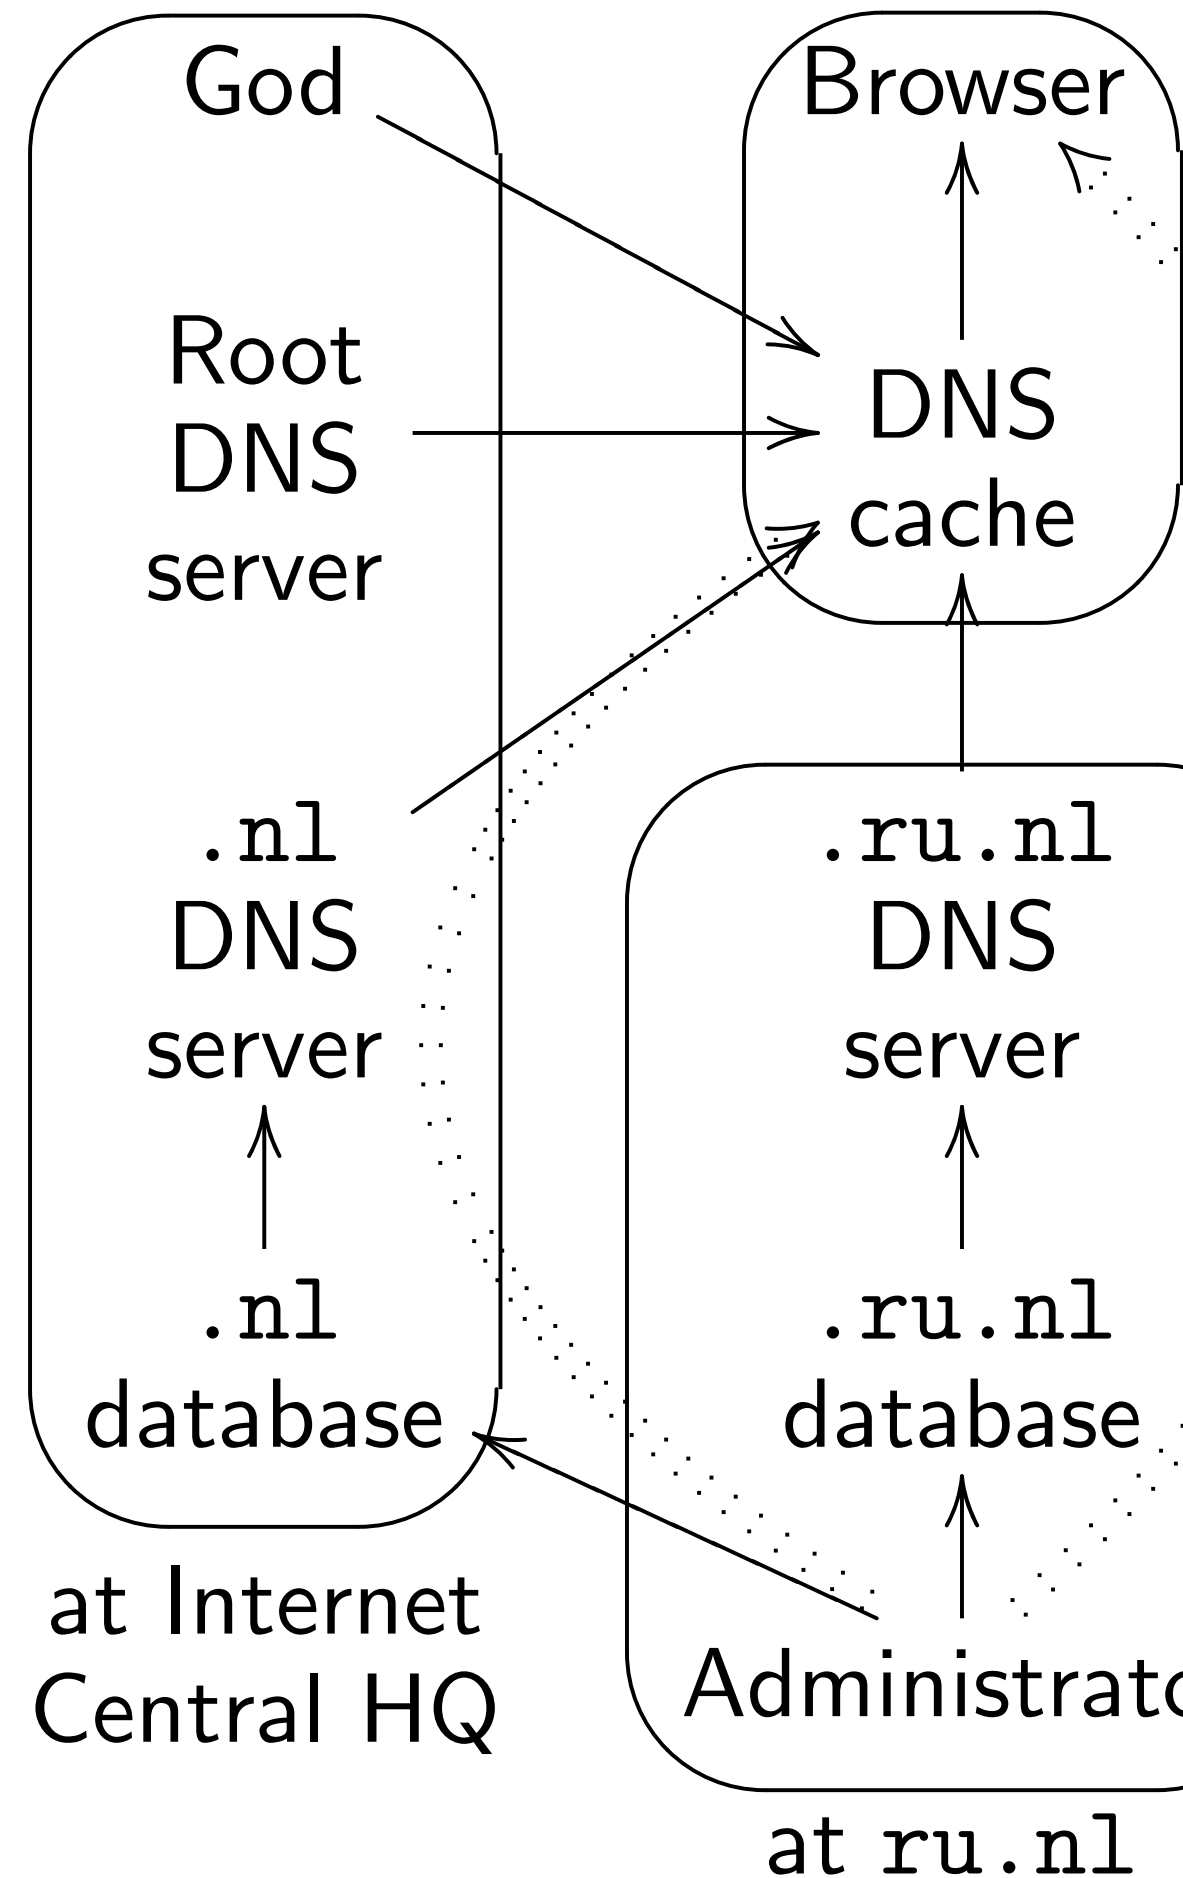 God
Root
DNS
server
.nl
DNS
server
.nl
database
at Internet
Central HQ
Browser
DNS
cache
.ru.nl
DNS
server
.ru.nl
database
Administrato
at ru.nl